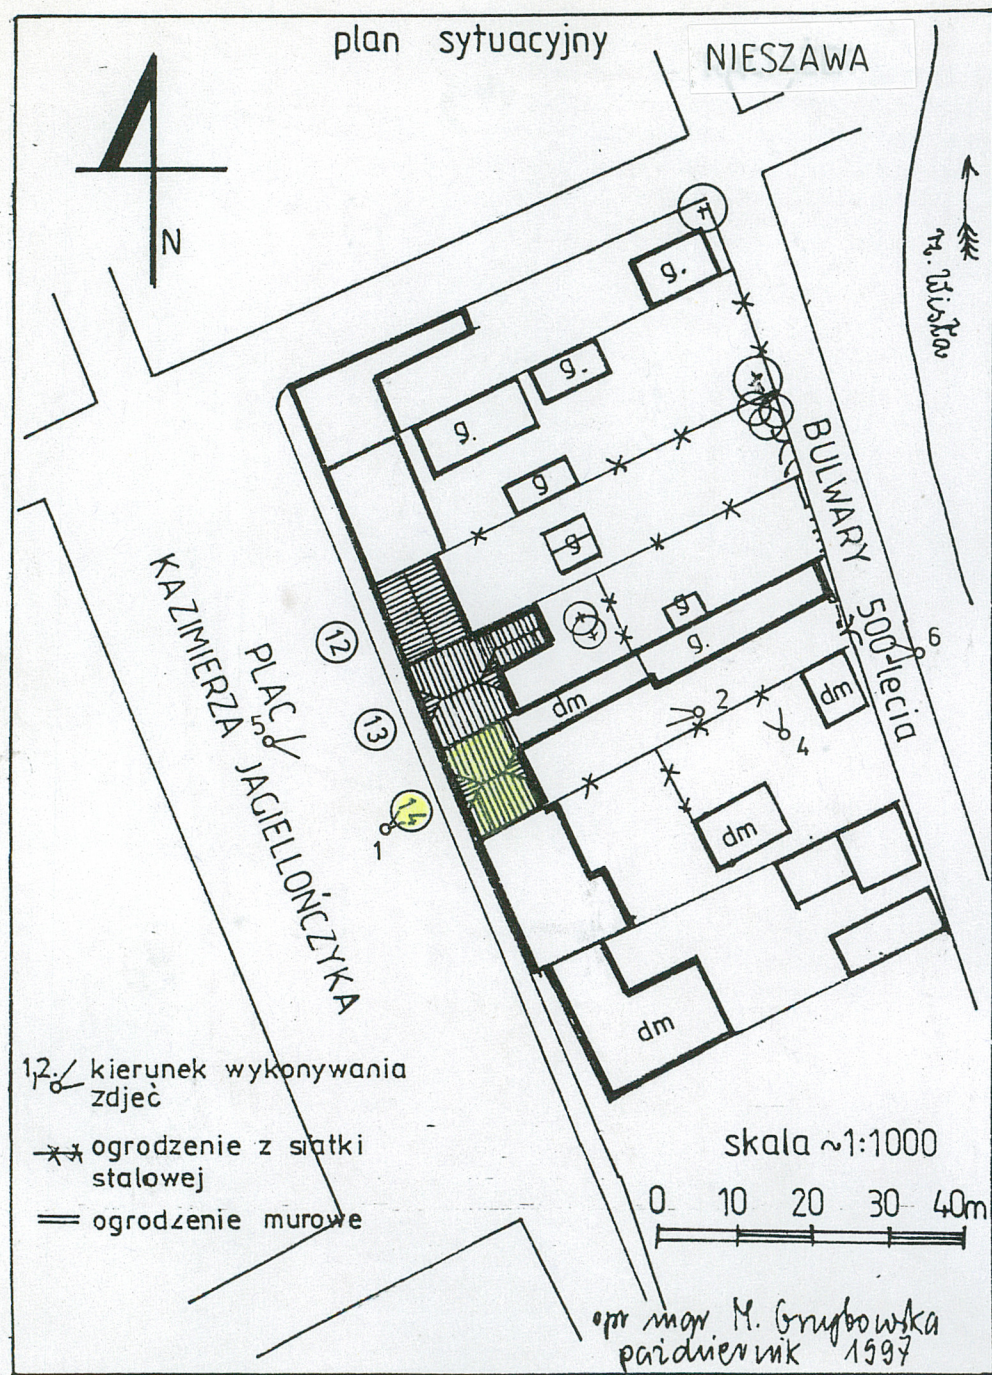 plan sytuacyjny
NIESZAWA
N
rz. Wisła
g.
g.
g.
g
g
g
g.
dm
dm
dm
dm
BULWARY 500-lecia
PLAC
KAZIMIERZA JAGIELLOŃCZYKA
12
13
14
1
2
4
5
6
1,2. kierunek wykonywania
zdjęć
ogrodzenie z siatki
stalowej
ogrodzenie murowe
skala ~1:1000
0 10 20 30 40m
opr mgr M. Grzybowska
październik 1997